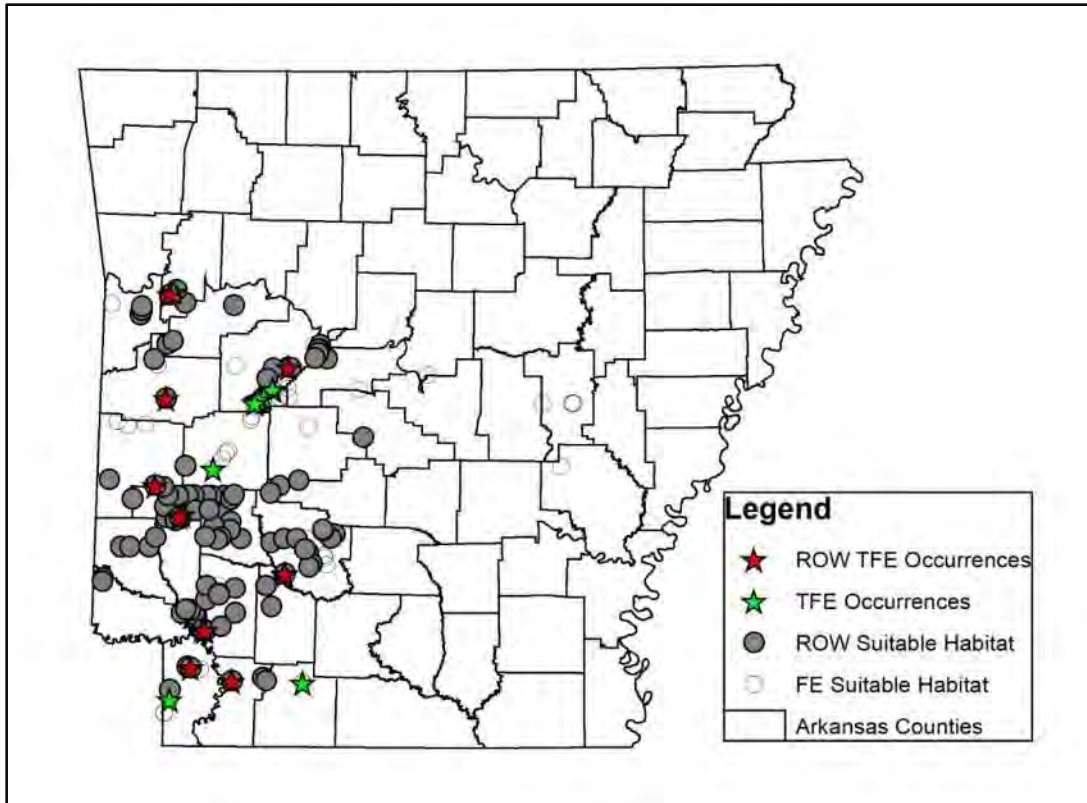 Legend
ROW TFE Occurrences
TFE Occurrences
ROW Suitable Habitat
FE Suitable Habitat
Arkansas Counties